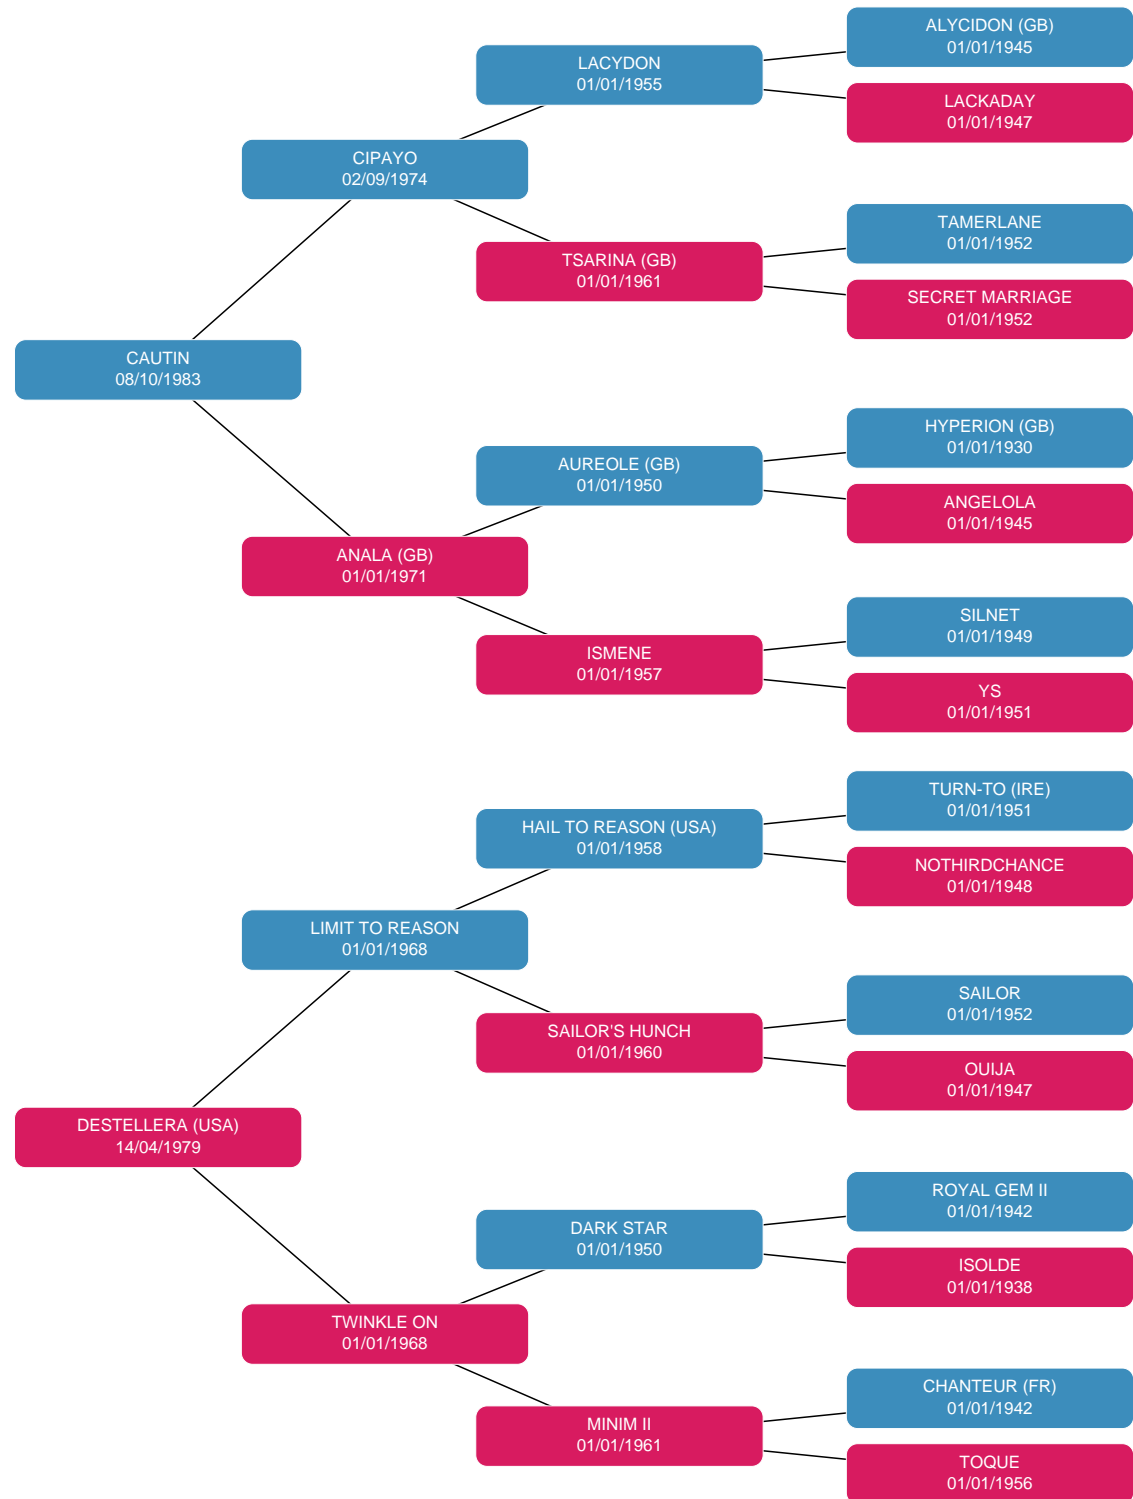 ALYCIDON (GB)
01/01/1945
LACYDON
01/01/1955
LACKADAY
01/01/1947
CIPAYO
02/09/1974
TAMERLANE
01/01/1952
TSARINA (GB)
01/01/1961
SECRET MARRIAGE
01/01/1952
CAUTIN
08/10/1983
HYPERION (GB)
01/01/1930
AUREOLE (GB)
01/01/1950
ANGELOLA
01/01/1945
ANALA (GB)
01/01/1971
SILNET
01/01/1949
ISMENE
01/01/1957
YS
01/01/1951
TURN-TO (IRE)
01/01/1951
HAIL TO REASON (USA)
01/01/1958
NOTHIRDCHANCE
01/01/1948
LIMIT TO REASON
01/01/1968
SAILOR
01/01/1952
SAILOR'S HUNCH
01/01/1960
OUIJA
01/01/1947
DESTELLERA (USA)
14/04/1979
ROYAL GEM II
01/01/1942
DARK STAR
01/01/1950
ISOLDE
01/01/1938
TWINKLE ON
01/01/1968
CHANTEUR (FR)
01/01/1942
MINIM II
01/01/1961
TOQUE
01/01/1956